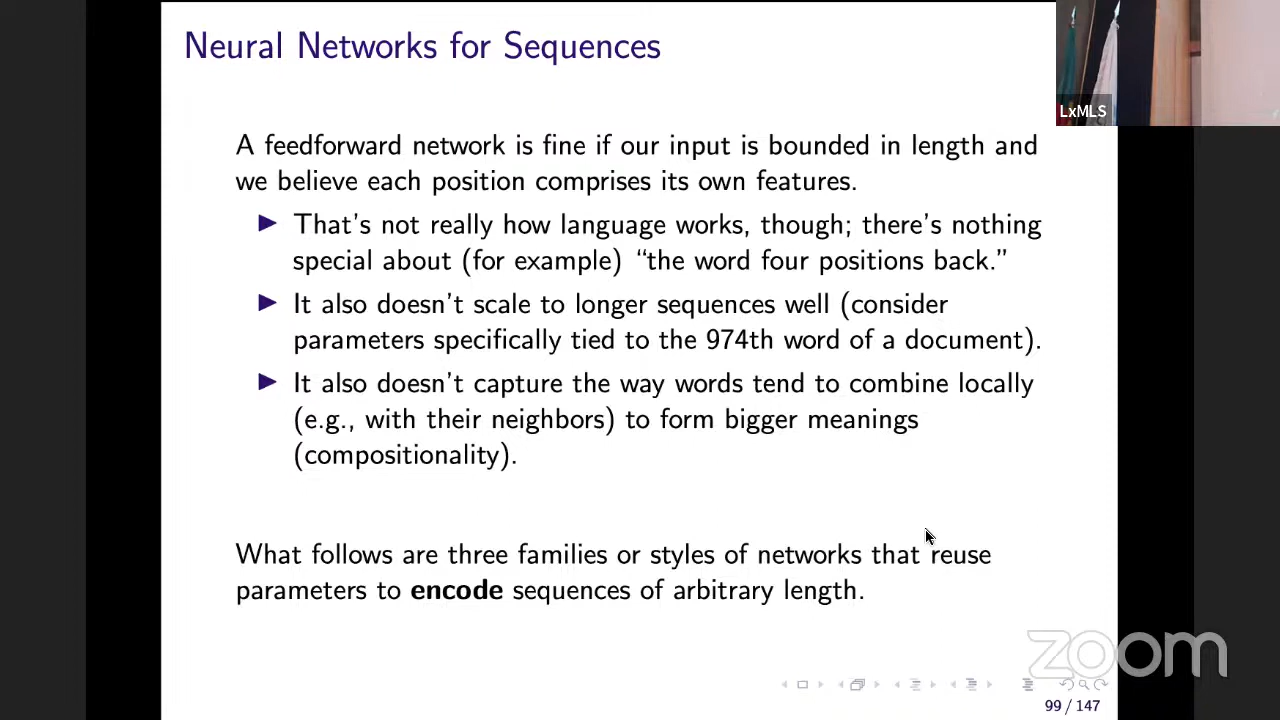 Neural Networks for Sequences
LxMLS
A feedforward network is fine if our input is bounded in length and
we believe each position comprises its own features.
▶ That's not really how language works, though; there's nothing
special about (for example) “the word four positions back.”
▶ It also doesn't scale to longer sequences well (consider
parameters specifically tied to the 974th word of a document).
▶ It also doesn't capture the way words tend to combine locally
(e.g., with their neighbors) to form bigger meanings
(compositionality).
What follows are three families or styles of networks that reuse
parameters to encode sequences of arbitrary length.
zoom
99 / 147